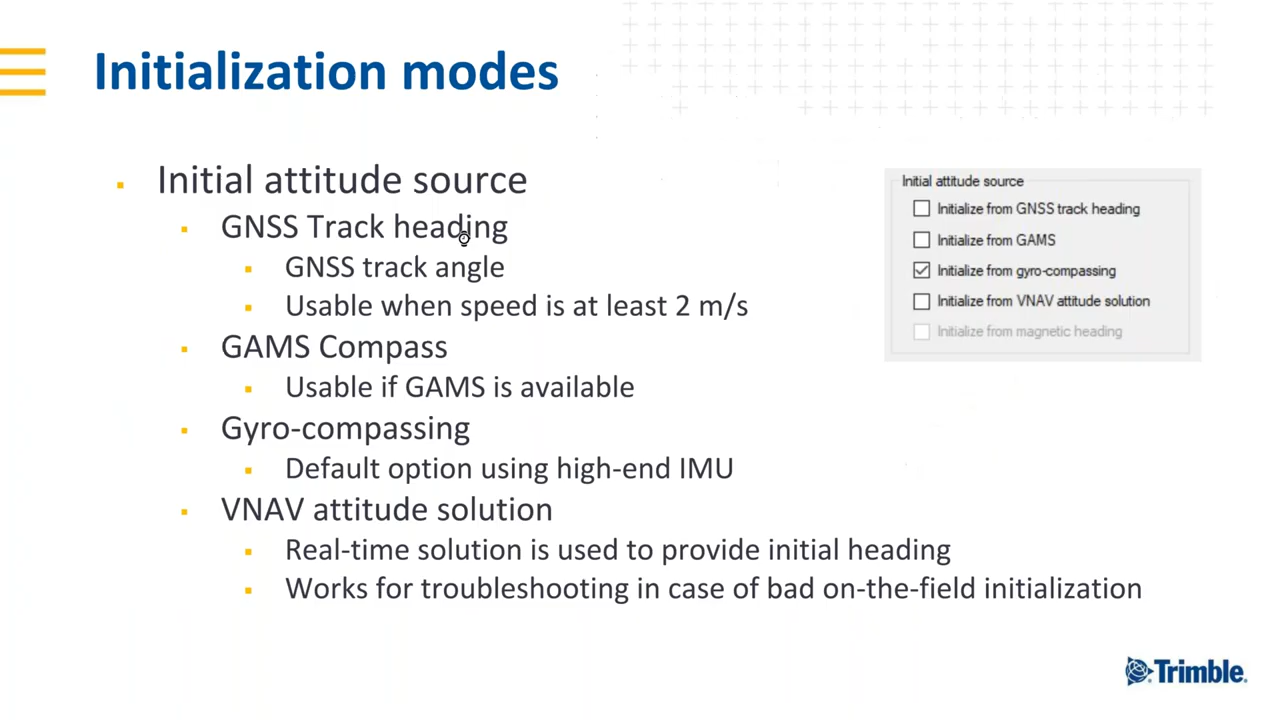 Initialization modes
Initial attitude source
GNSS Track heading
GNSS track angle
Usable when speed is at least 2 m/s
GAMS Compass
Usable if GAMS is available
Gyro-compassing
Default option using high-end IMU
VNAV attitude solution
Real-time solution is used to provide initial heading
Works for troubleshooting in case of bad on-the-field initialization
Initial attitude source
Initialize from GNSS track heading
Initialize from GAMS
Initialize from gyro-compassing
Initialize from VNAV attitude solution
Initialize from magnetic heading
Trimble.